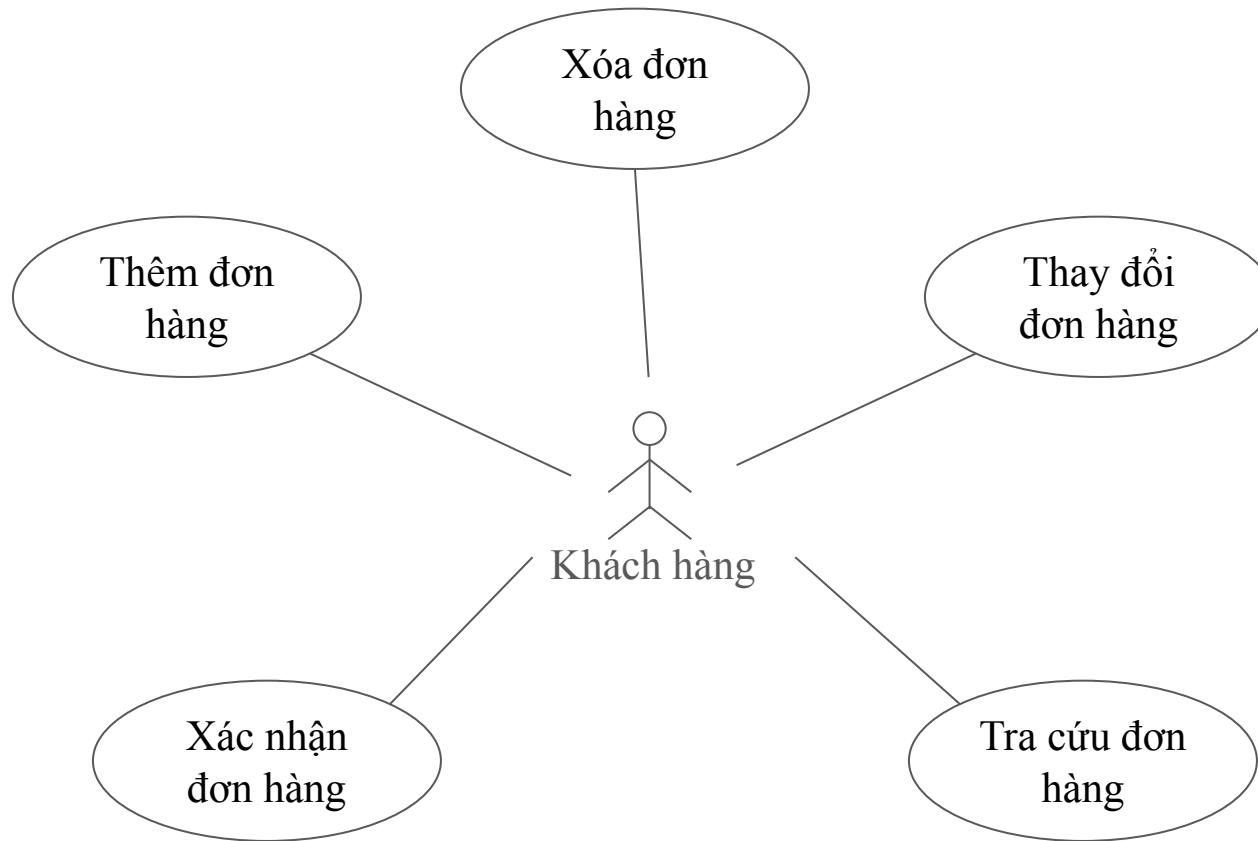 Xóa đơn
hàng
Thêm đơn
hàng
Thay đổi
đơn hàng
Khách hàng
Xác nhận
đơn hàng
Tra cứu đơn
hàng